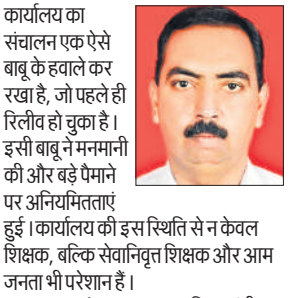 कार्यालय का
संचालन एक ऐसे
बाबू के हवाले कर
रखा है, जो पहले ही
रिलीव हो चुका है।
इसी बाबू ने मनमानी
की और बड़े पैमाने
पर अनियमितताएं
हुई। कार्यालय की इस स्थिति से न केवल
शिक्षक, बल्कि सेवानिवृत्त शिक्षक और आम
जनता भी परेशान हैं।